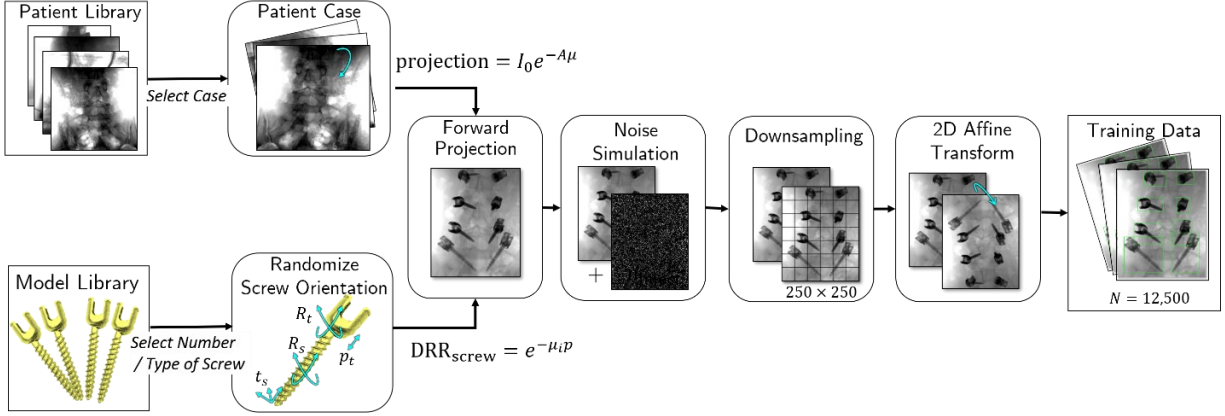 Patient Library
Select Case
Patient Case
projection = I₀e^{−Aμ}
Forward
Projection
Noise
Simulation
+
Downsampling
250 × 250
2D Affine
Transform
Training Data
N = 12,500
Model Library
Select Number
/ Type of Screw
Randomize
Screw Orientation
R_t
R_s
p_t
t_s
DRR_screw = e^{−μ_i p}